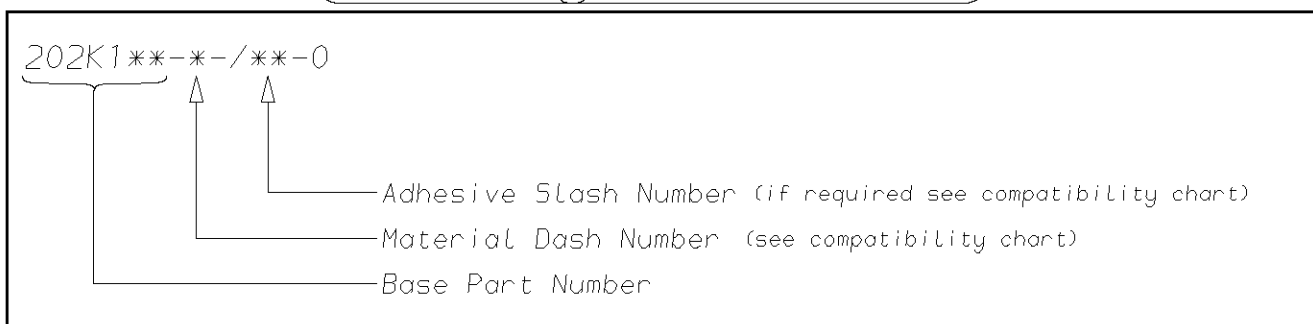 202K1**-*-/**-0
Adhesive Slash Number (if required see compatibility chart)
Material Dash Number (see compatibility chart)
Base Part Number